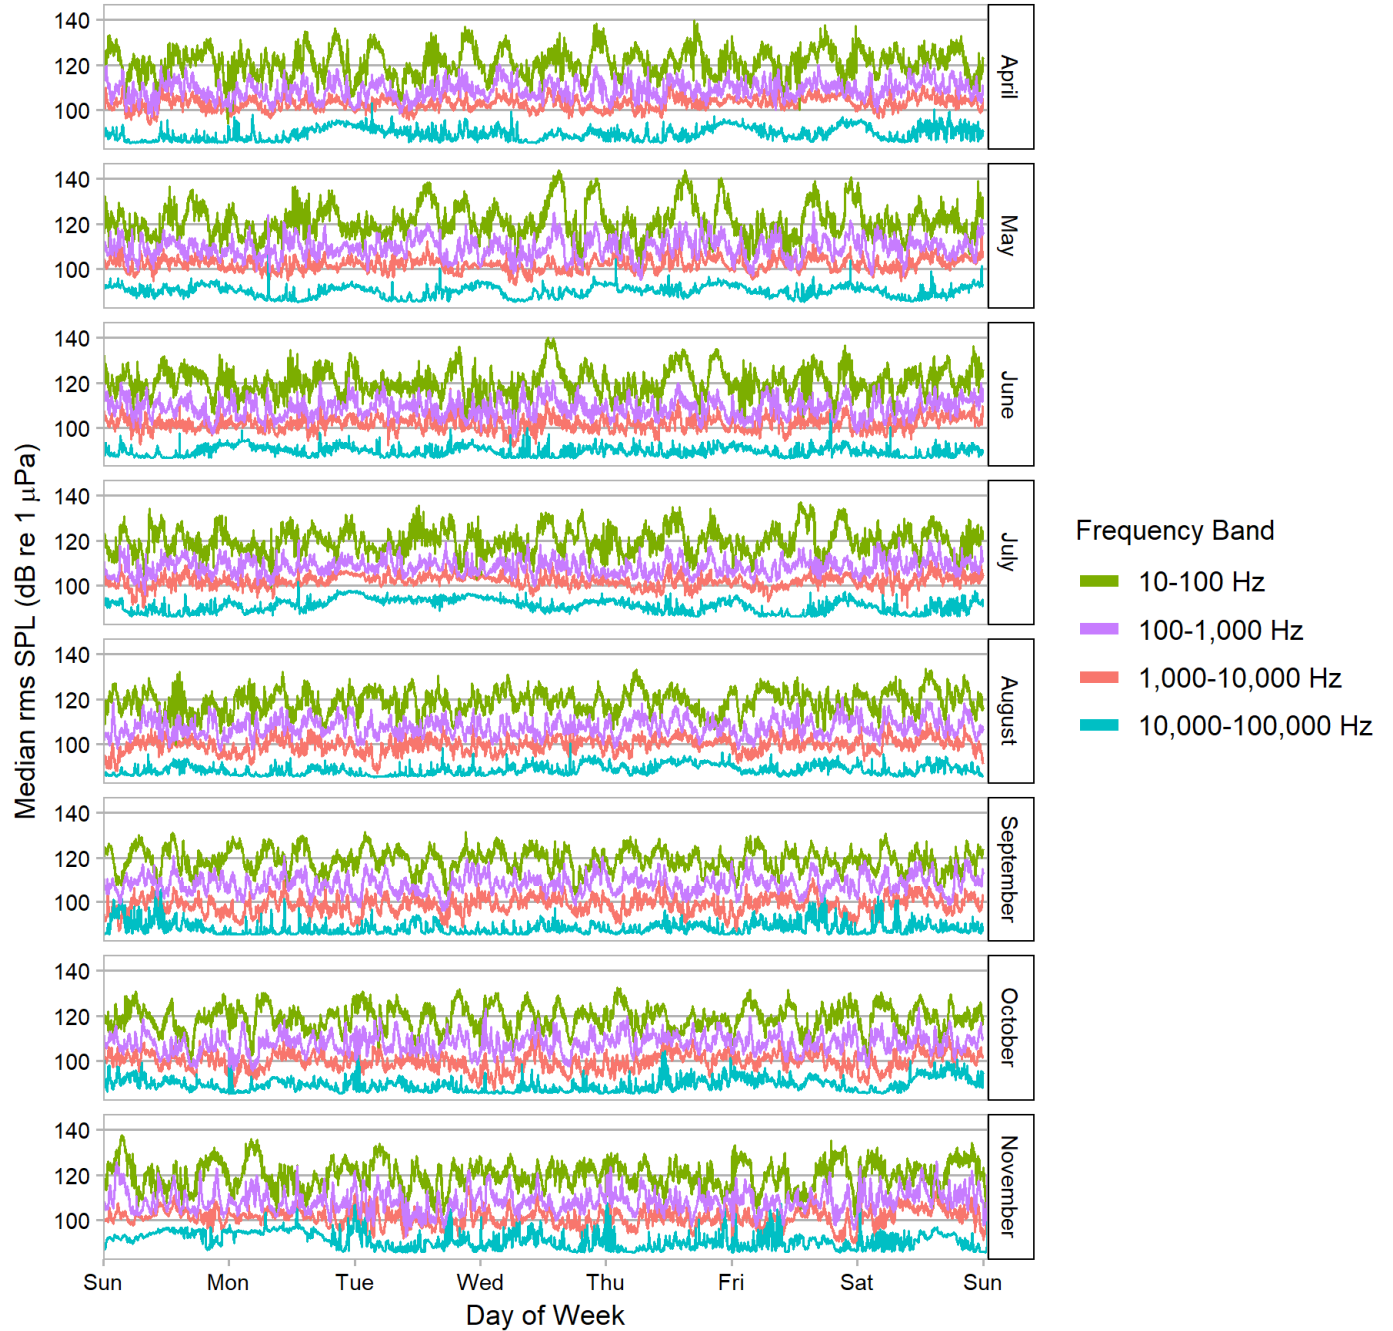 Median rms SPL (dB re 1 μPa)
140
120
100
April
140
120
100
May
140
120
100
June
140
120
100
July
140
120
100
August
140
120
100
September
140
120
100
October
140
120
100
November
Sun Mon Tue Wed Thu Fri Sat Sun
Day of Week
Frequency Band
10-100 Hz
100-1,000 Hz
1,000-10,000 Hz
10,000-100,000 Hz